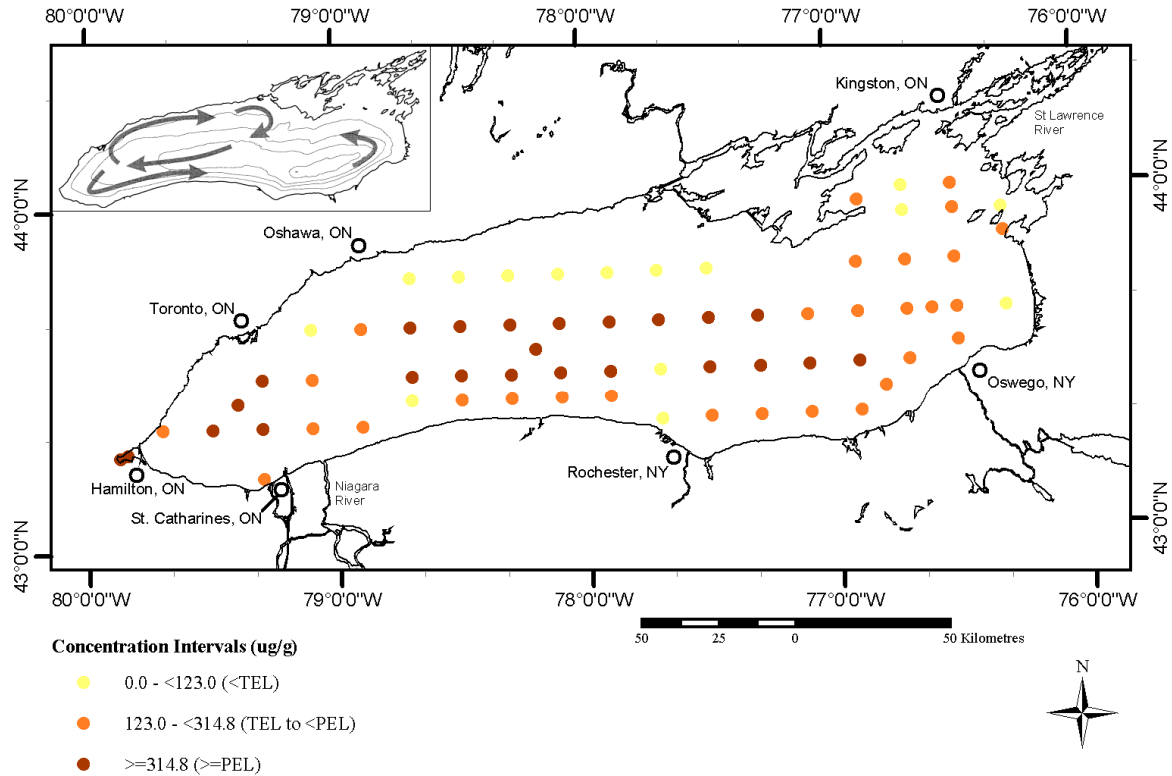 80°0'0"W 79°0'0"W 78°0'0"W 77°0'0"W 76°0'0"W
Kingston, ON
St Lawrence
River
44°0'0"N
44°0'0"N
Oshawa, ON
Toronto, ON
Oswego, NY
Rochester, NY
Hamilton, ON
Niagara
River
St. Catharines, ON
43°0'0"N
43°0'0"N
80°0'0"W 79°0'0"W 78°0'0"W 77°0'0"W 76°0'0"W
50 25 0 50 Kilometres
Concentration Intervals (ug/g)
0.0 - <123.0 (<TEL)
123.0 - <314.8 (TEL to <PEL)
>=314.8 (>=PEL)
N